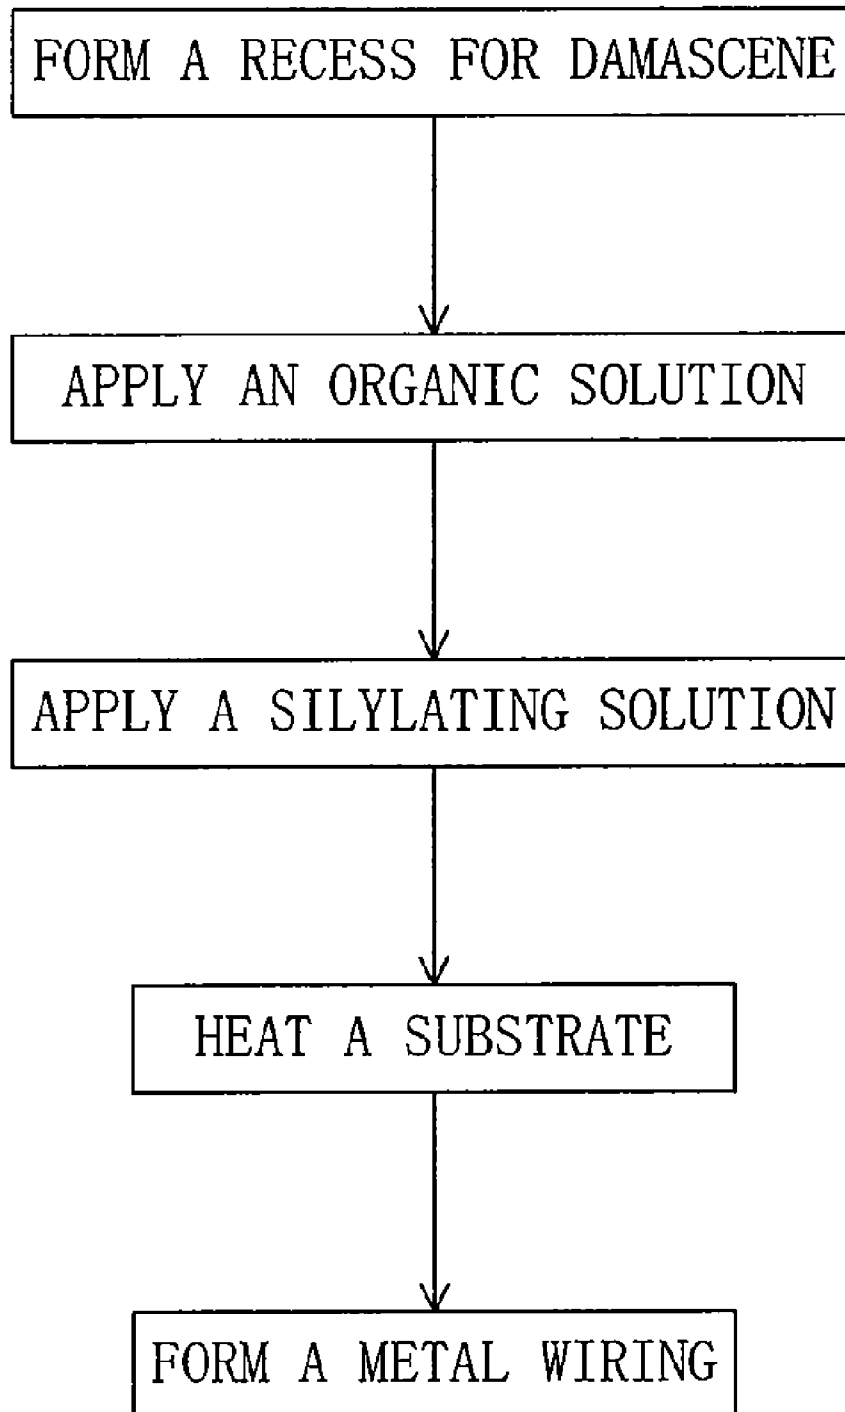 FORM A RECESS FOR DAMASCENE
APPLY AN ORGANIC SOLUTION
APPLY A SILYLATING SOLUTION
HEAT A SUBSTRATE
FORM A METAL WIRING